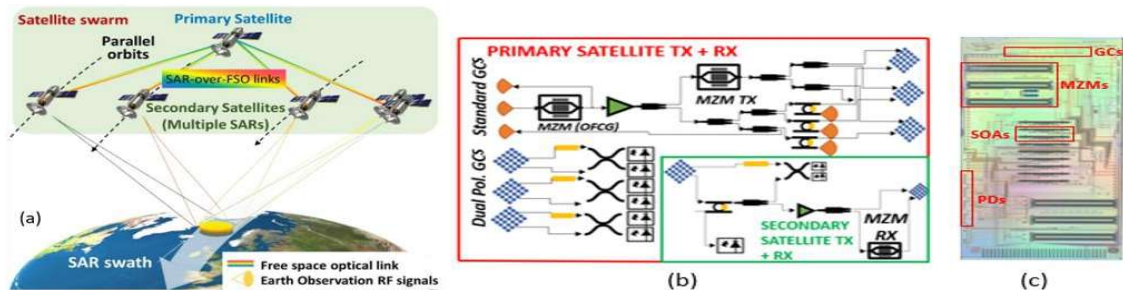 Satellite swarm
Primary Satellite
Parallel
orbits
SAR-over-FSO links
Secondary Satellites
(Multiple SARs)
(a)
SAR swath
Free space optical link
Earth Observation RF signals
PRIMARY SATELLITE TX + RX
Standard GCS
MZM (OFCG)
MZM TX
Dual Pol. GCS
SECONDARY
SATELLITE TX
+ RX
MZM
RX
(b)
GCs
MZMs
SOAs
PDs
(c)